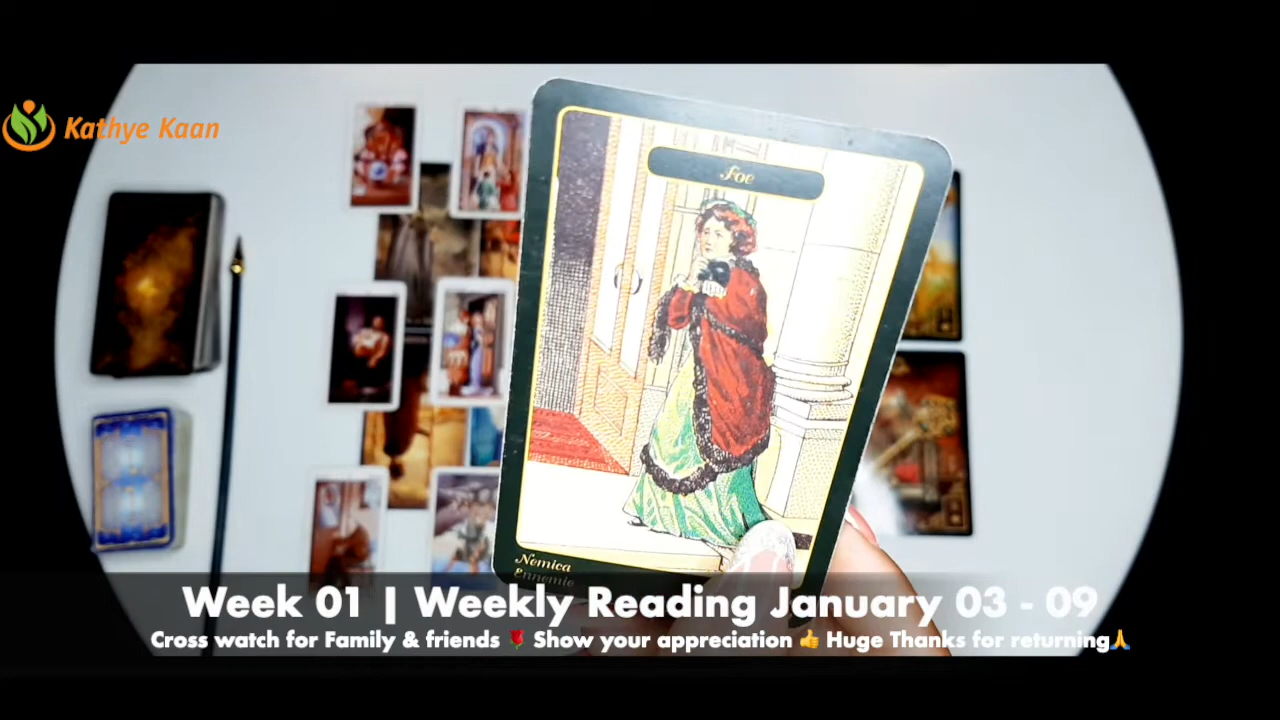 Kathye Kaan
Foe
Nemica
Ennemie
Week 01 | Weekly Reading January 03 - 09
Cross watch for Family & friends 🌹 Show your appreciation 👍 Huge Thanks for returning🙏